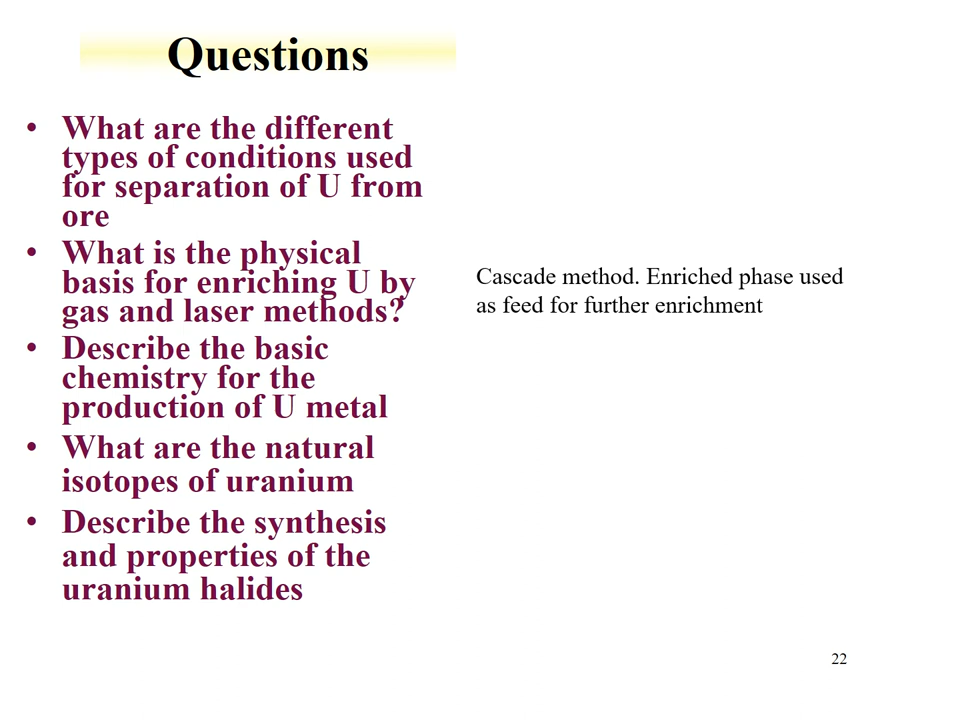 Questions
• What are the different
types of conditions used
for separation of U from
ore
• What is the physical
basis for enriching U by
gas and laser methods?
• Describe the basic
chemistry for the
production of U metal
• What are the natural
isotopes of uranium
• Describe the synthesis
and properties of the
uranium halides
Cascade method. Enriched phase used
as feed for further enrichment
22